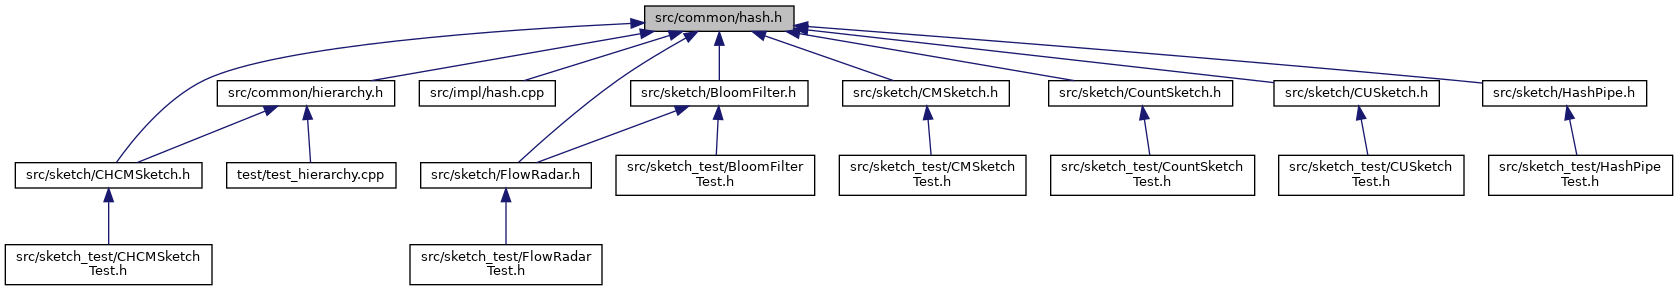 src/common/hash.h
src/common/hierarchy.h
src/impl/hash.cpp
src/sketch/BloomFilter.h
src/sketch/CMSketch.h
src/sketch/CountSketch.h
src/sketch/CUSketch.h
src/sketch/HashPipe.h
src/sketch/CHCMSketch.h
test/test_hierarchy.cpp
src/sketch/FlowRadar.h
src/sketch_test/BloomFilter
Test.h
src/sketch_test/CMSketch
Test.h
src/sketch_test/CountSketch
Test.h
src/sketch_test/CUSketch
Test.h
src/sketch_test/HashPipe
Test.h
src/sketch_test/CHCMSketch
Test.h
src/sketch_test/FlowRadar
Test.h